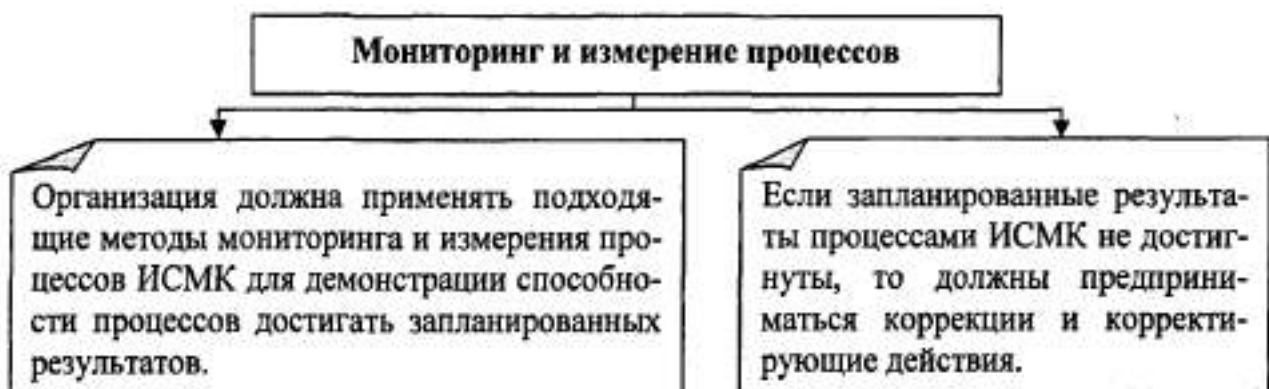 Мониторинг и измерение процессов
Организация должна применять подходя-
щие методы мониторинга и измерения про-
цессов ИСМК для демонстрации способно-
сти процессов достигать запланированных
результатов.
Если запланированные результа-
ты процессами ИСМК не достиг-
нуты, то должны предприни-
маться коррекции и корректи-
рующие действия.